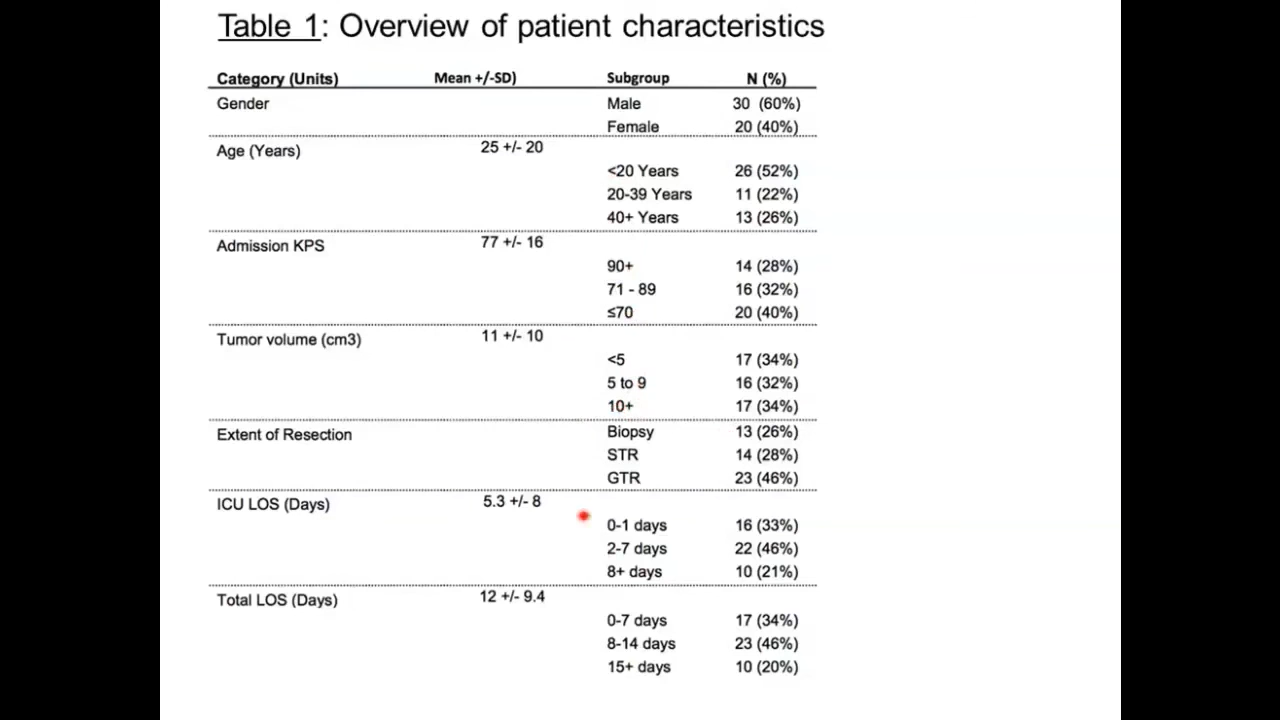 Table 1: Overview of patient characteristics
Category (Units) Mean +/-SD) Subgroup N (%)
Gender Male 30 (60%)
Female 20 (40%)
Age (Years) 25 +/- 20
<20 Years 26 (52%)
20-39 Years 11 (22%)
40+ Years 13 (26%)
Admission KPS 77 +/- 16
90+ 14 (28%)
71 - 89 16 (32%)
≤70 20 (40%)
Tumor volume (cm3) 11 +/- 10
<5 17 (34%)
5 to 9 16 (32%)
10+ 17 (34%)
Extent of Resection Biopsy 13 (26%)
STR 14 (28%)
GTR 23 (46%)
ICU LOS (Days) 5.3 +/- 8
0-1 days 16 (33%)
2-7 days 22 (46%)
8+ days 10 (21%)
Total LOS (Days) 12 +/- 9.4
0-7 days 17 (34%)
8-14 days 23 (46%)
15+ days 10 (20%)